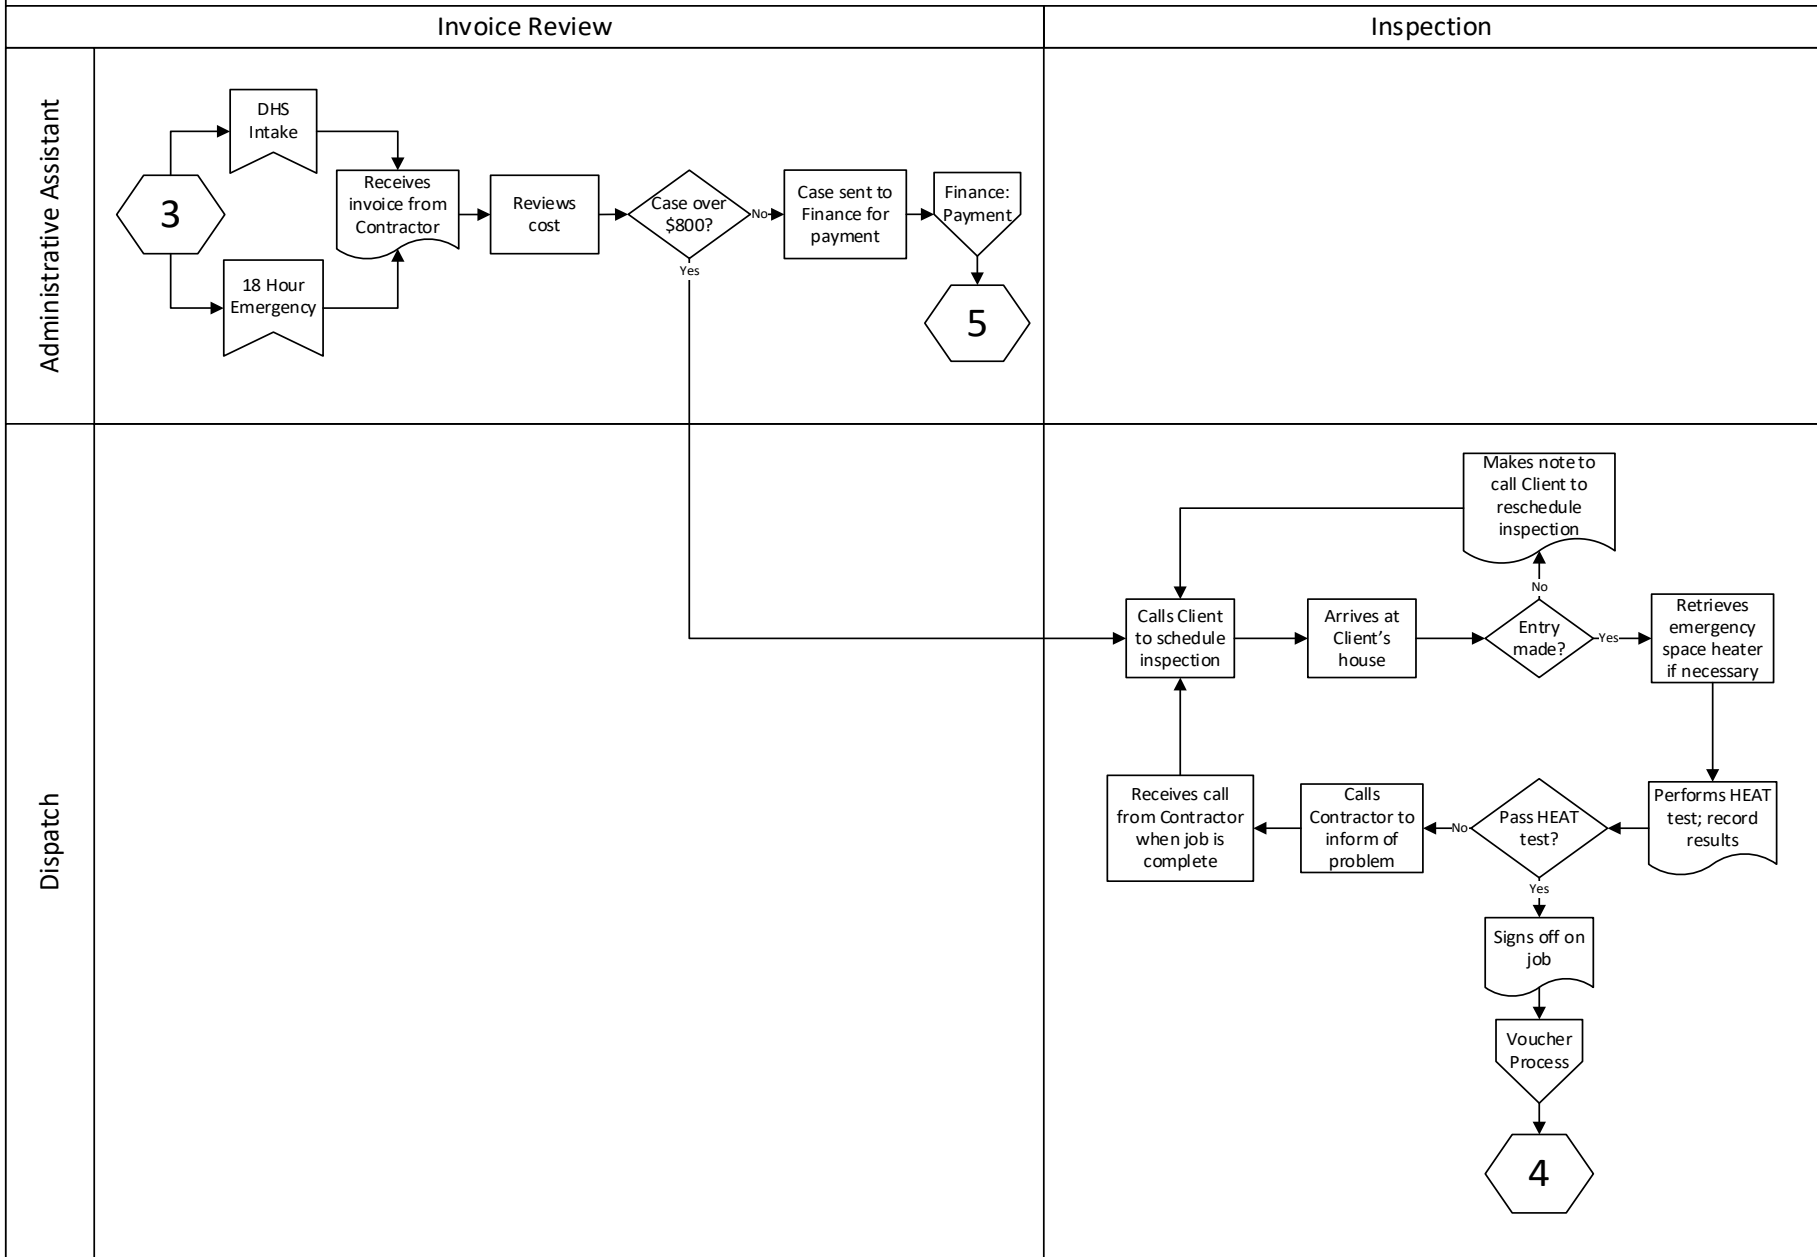 Invoice Review
Inspection
Administrative Assistant
DHS
Intake
3
18 Hour
Emergency
Receives
invoice from
Contractor
Reviews
cost
Case over
$800?
No
Yes
Case sent to
Finance for
payment
Finance:
Payment
5
Dispatch
Makes note to
call Client to
reschedule
inspection
No
Calls Client
to schedule
inspection
Arrives at
Client’s
house
Entry
made?
Yes
Retrieves
emergency
space heater
if necessary
Receives call
from Contractor
when job is
complete
Calls
Contractor to
inform of
problem
No
Pass HEAT
test?
Performs HEAT
test; record
results
Yes
Signs off on
job
Voucher
Process
4